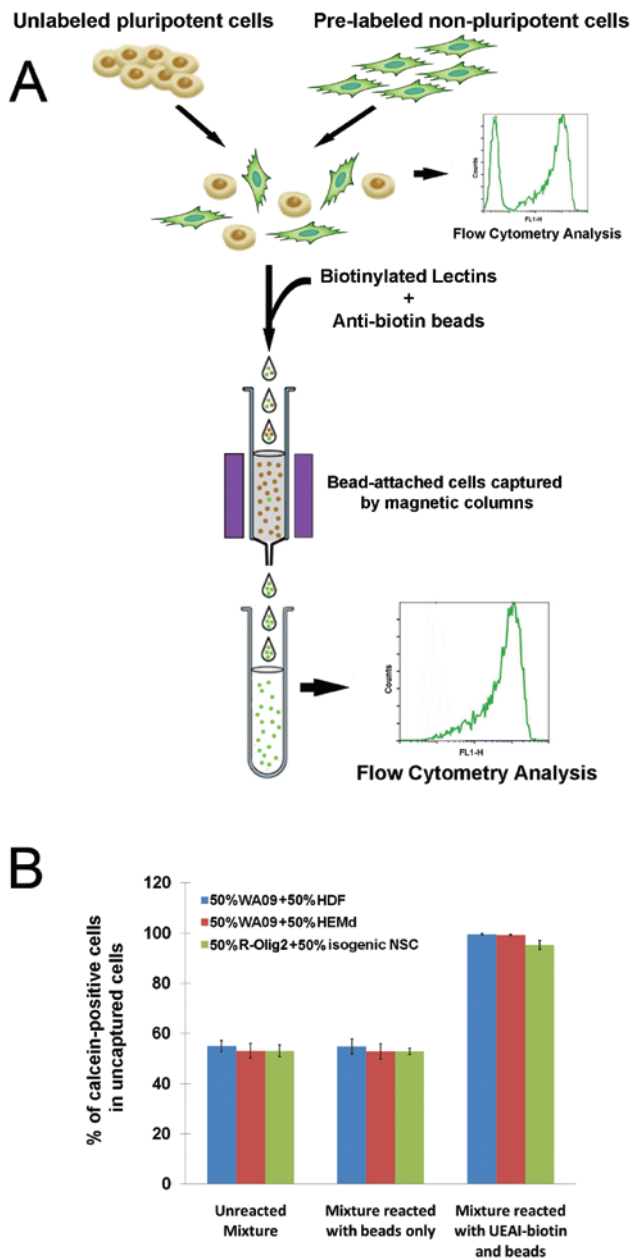 Unlabeled pluripotent cells
Pre-labeled non-pluripotent cells
A
Counts
FL1-H
Flow Cytometry Analysis
Biotinylated Lectins
+
Anti-biotin beads
Bead-attached cells captured
by magnetic columns
Counts
FL1-H
Flow Cytometry Analysis
B
% of calcein-positive cells
in uncaptured cells
120
100
80
60
40
20
0
50%WA09+50%HDF
50%WA09+50%HEMd
50%R-Olig2+50%isogenic NSC
Unreacted
Mixture
Mixture reacted
with beads only
Mixture reacted
with UEAI-biotin
and beads